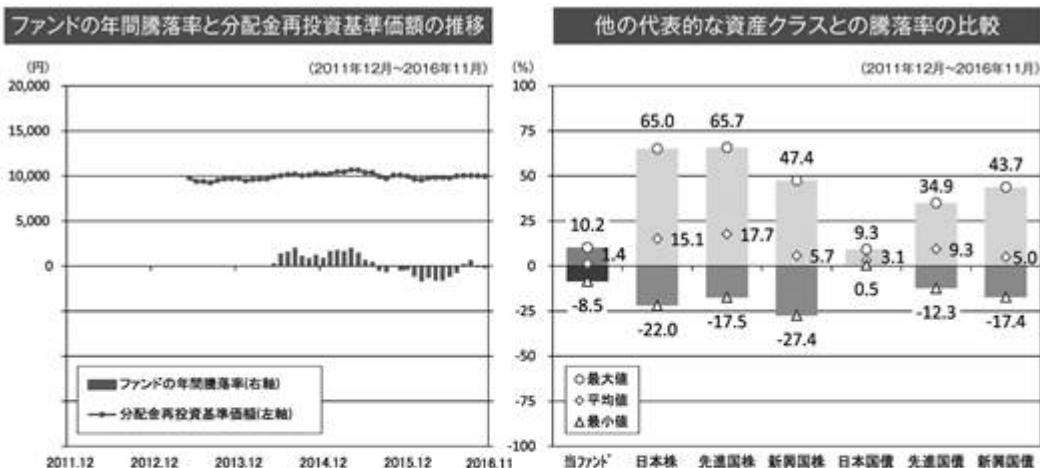 ファンドの年間騰落率と分配金再投資基準価額の推移
(円)
(2011年12月~2016年11月)
(%)
20,000
100
15,000
75
10,000
50
5,000
25
0
0
-25
-50
-75
-100
ファンドの年間騰落率(右軸)
分配金再投資基準価額(左軸)
2011.12
2012.12
2013.12
2014.12
2015.12
2016.11
他の代表的な資産クラスとの騰落率の比較
(2011年12月~2016年11月)
65.0
65.7
47.4
43.7
34.9
10.2
9.3
1.4
15.1
17.7
5.7
3.1
9.3
5.0
0.5
-8.5
-22.0
-17.5
-27.4
-12.3
-17.4
最大値
平均値
最小値
当ファンド
日本株
先進国株
新興国株
日本国債
先進国債
新興国債